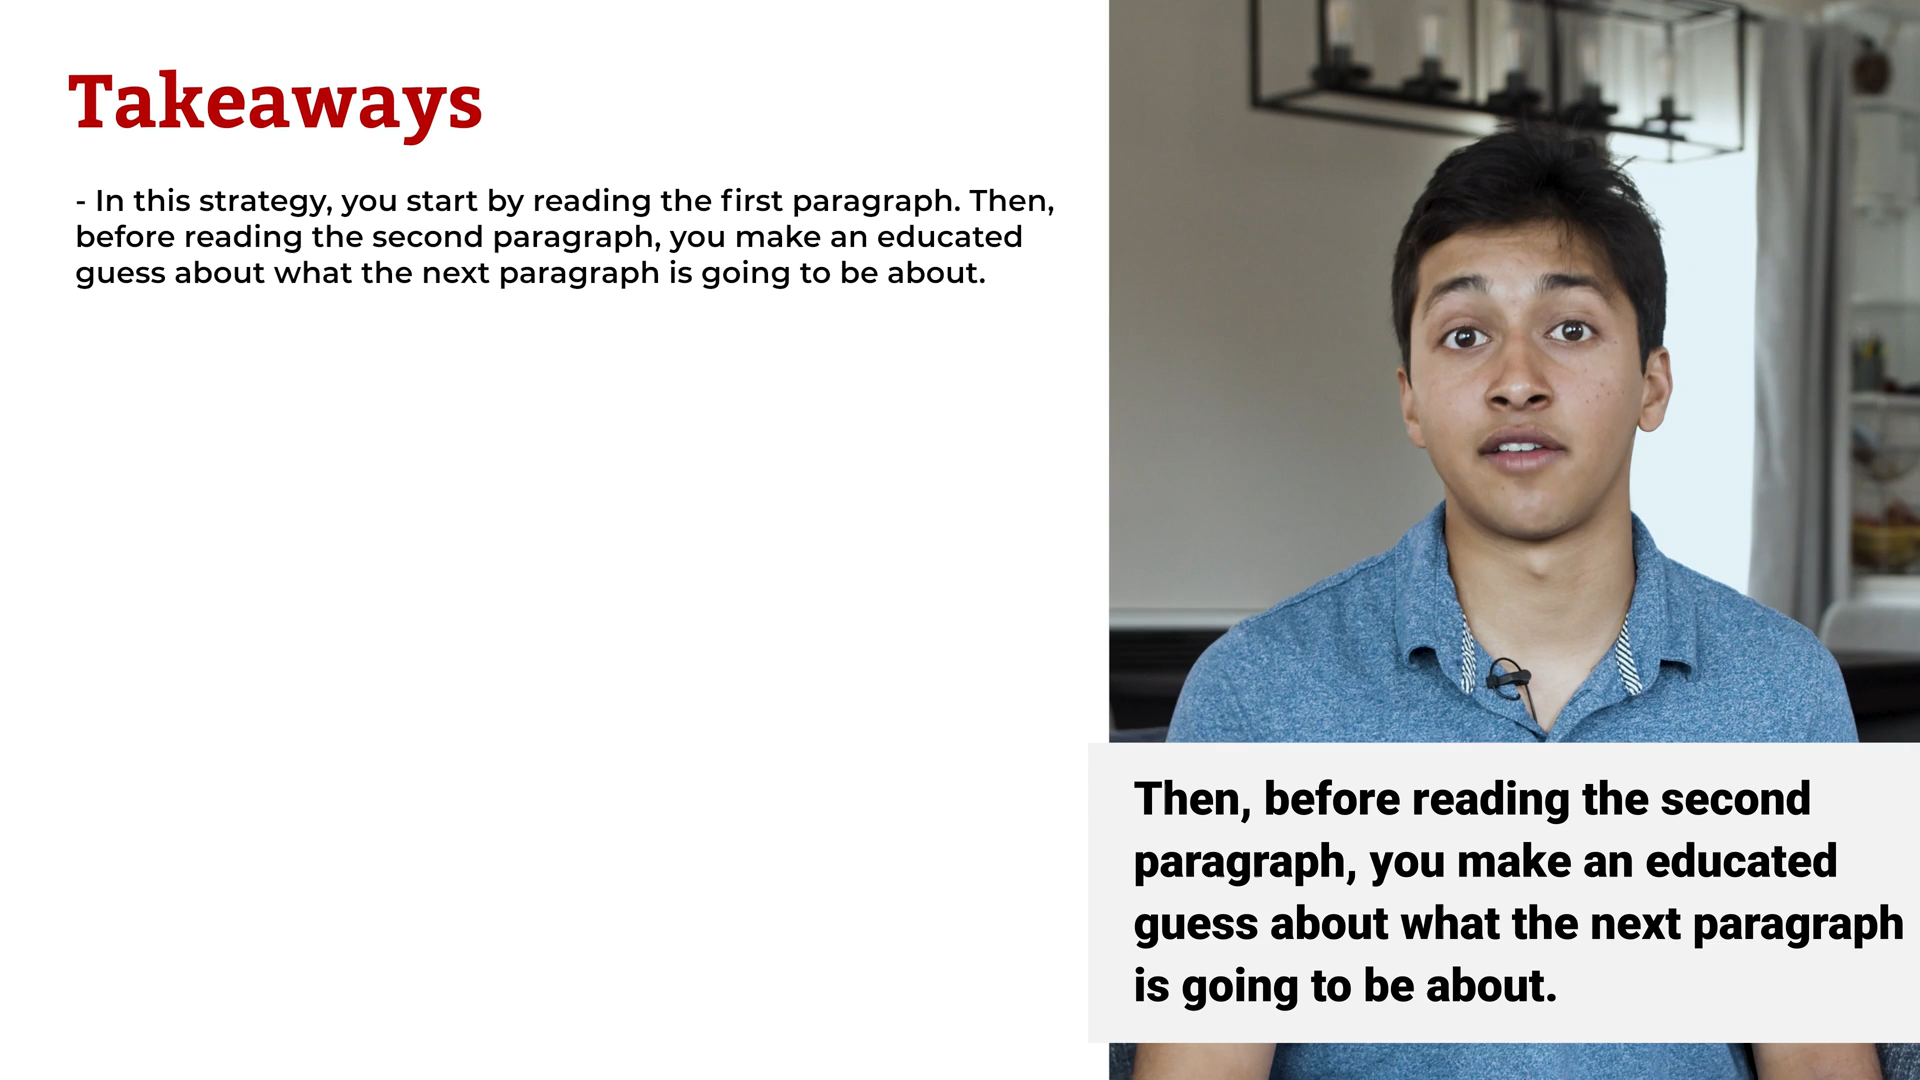 Takeaways
- In this strategy, you start by reading the first paragraph. Then,
before reading the second paragraph, you make an educated
guess about what the next paragraph is going to be about.
Then, before reading the second
paragraph, you make an educated
guess about what the next paragraph
is going to be about.